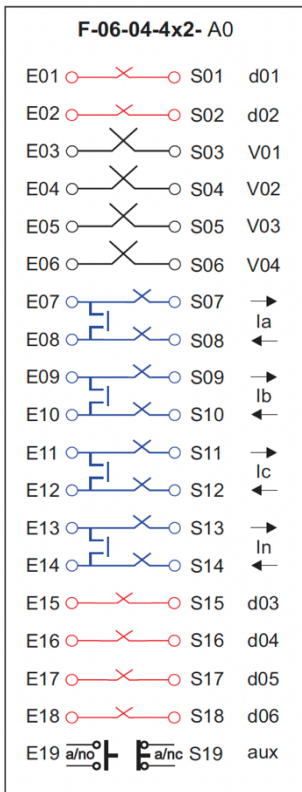 F-06-04-4x2- A0
E01 S01 d01
E02 S02 d02
E03 S03 V01
E04 S04 V02
E05 S05 V03
E06 S06 V04
E07 S07
Ia
E08 S08
E09 S09
Ib
E10 S10
E11 S11
Ic
E12 S12
E13 S13
In
E14 S14
E15 S15 d03
E16 S16 d04
E17 S17 d05
E18 S18 d06
E19 a/no a/nc S19 aux